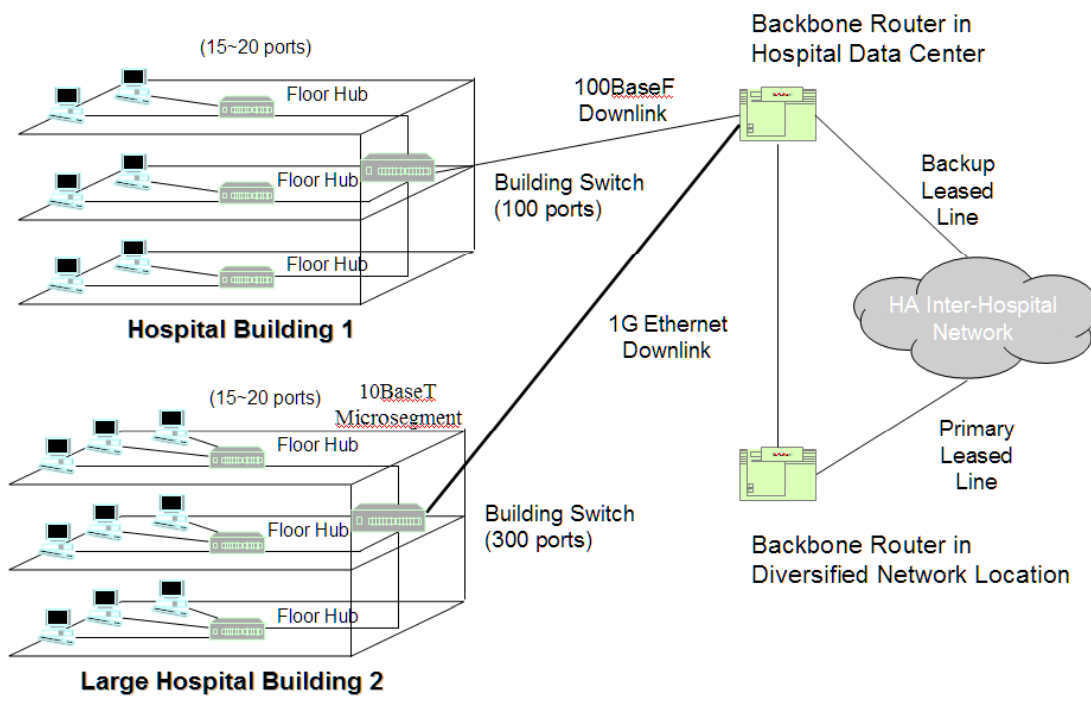 Backbone Router in
Hospital Data Center
(15~20 ports)
Floor Hub
100BaseF
Downlink
Floor Hub
Building Switch
(100 ports)
Backup
Leased
Line
Floor Hub
Hospital Building 1
HA Inter-Hospital
Network
1G Ethernet
Downlink
(15~20 ports)
10BaseT
Microsegment
Floor Hub
Primary
Leased
Line
Floor Hub
Building Switch
(300 ports)
Backbone Router in
Diversified Network Location
Floor Hub
Large Hospital Building 2